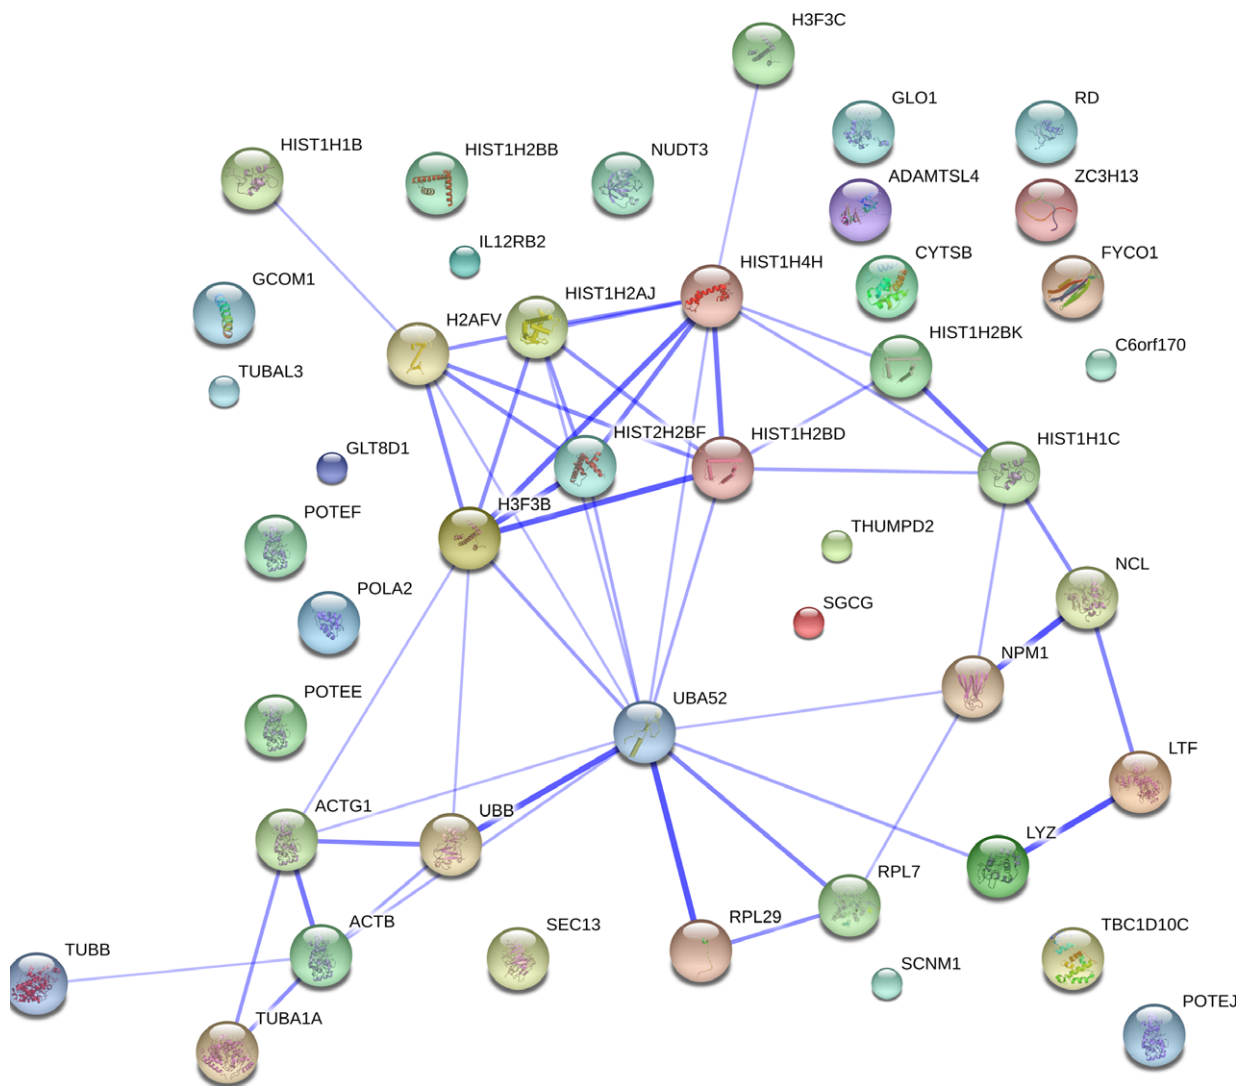 H3F3C
GLO1
RD
HIST1H1B
HIST1H2BB
NUDT3
ADAMTSL4
ZC3H13
IL12RB2
HIST1H4H
CYTSB
FYCO1
GCOM1
HIST1H2AJ
H2AFV
HIST1H2BK
C6orf170
TUBAL3
HIST2H2BF
HIST1H2BD
HIST1H1C
GLT8D1
H3F3B
POTEF
THUMPD2
NCL
POLA2
SGCG
NPM1
POTEE
UBA52
LTF
ACTG1
UBB
LYZ
RPL7
ACTB
RPL29
SEC13
TBC1D10C
TUBB
SCNM1
POTEJ
TUBA1A